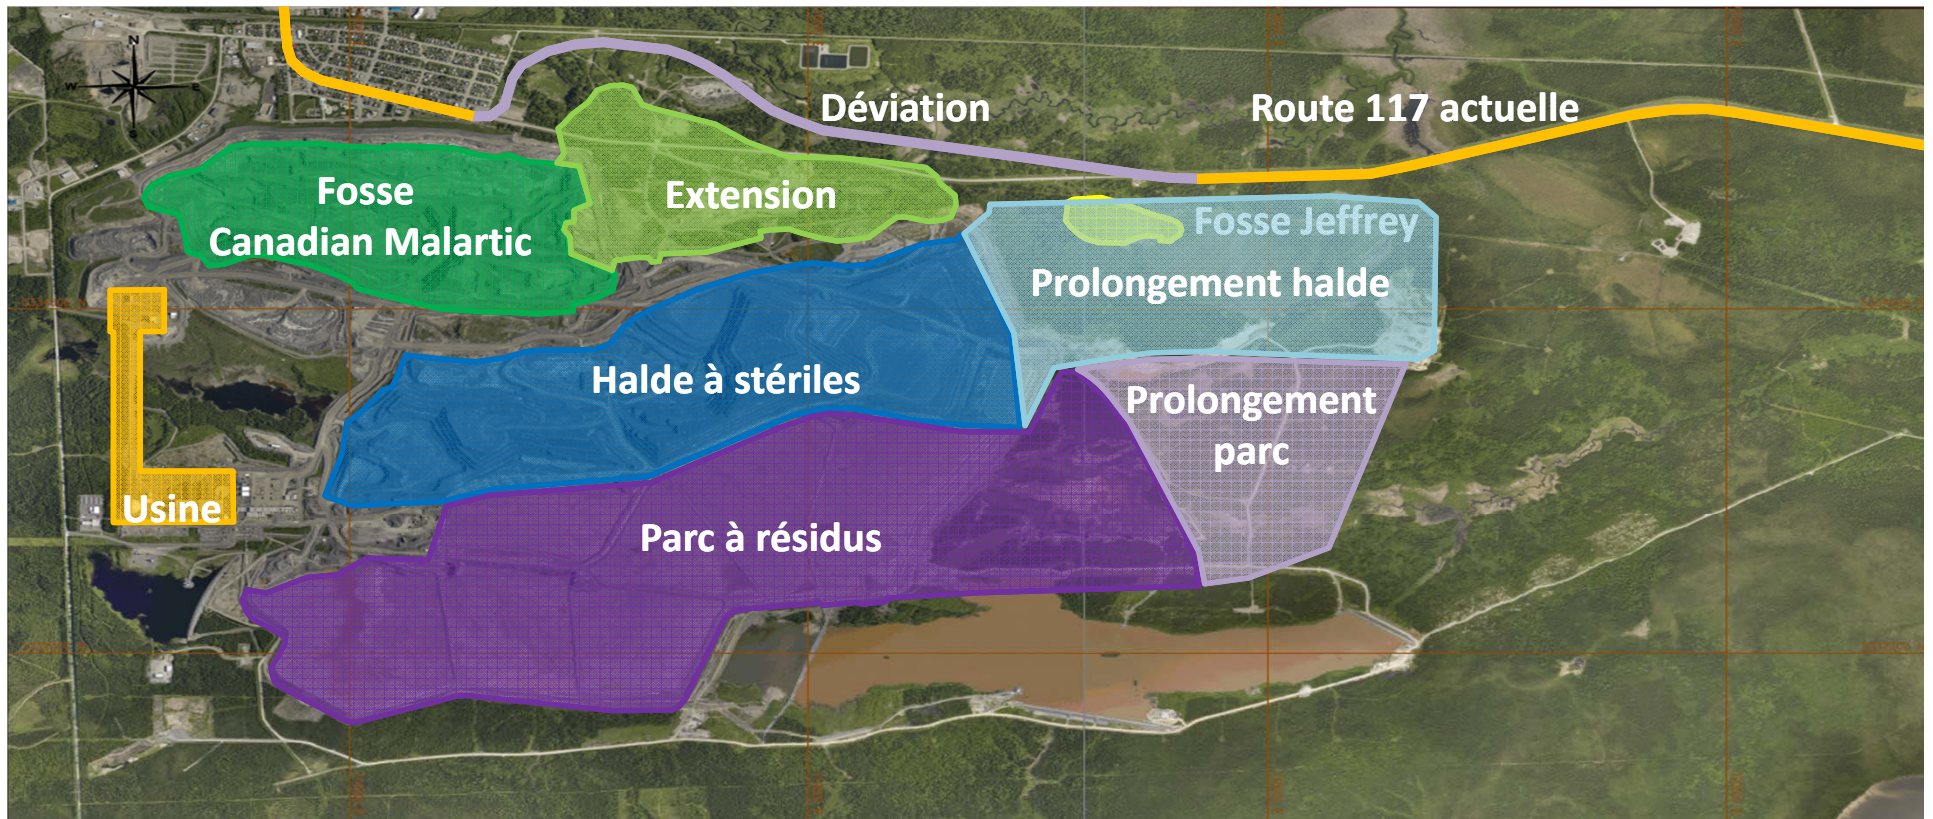 N
W
E
S
Déviation
Route 117 actuelle
Fosse
Canadian Malartic
Extension
Fosse Jeffrey
Prolongement halde
Halde à stériles
Prolongement
parc
Usine
Parc à résidus